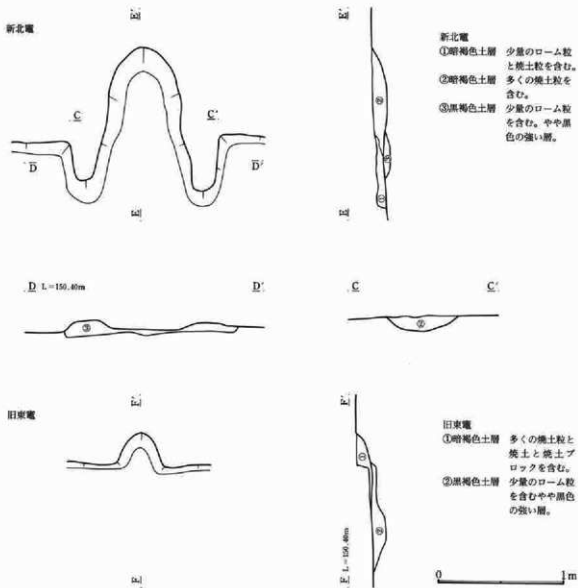 新北竈
E′
E′
新北竈
①暗褐色土層 少量のローム粒
と焼土粒を含む。
②暗褐色土層 多くの焼土粒を
含む。
③黒褐色土層 少量のローム粒
を含む。やや黒
色の強い層。
C
C′
D
D′
②
①
E
E
D L=150.40m
D′
C
C′
③
②
旧東竈
F′
F′
旧東竈
①暗褐色土層 多くの焼土粒と
焼土と焼土ブ
ロックを含む。
②黒褐色土層 少量のローム粒
を含むやや黒色
の強い層。
①
②
F
F L=150.40m
0 1m